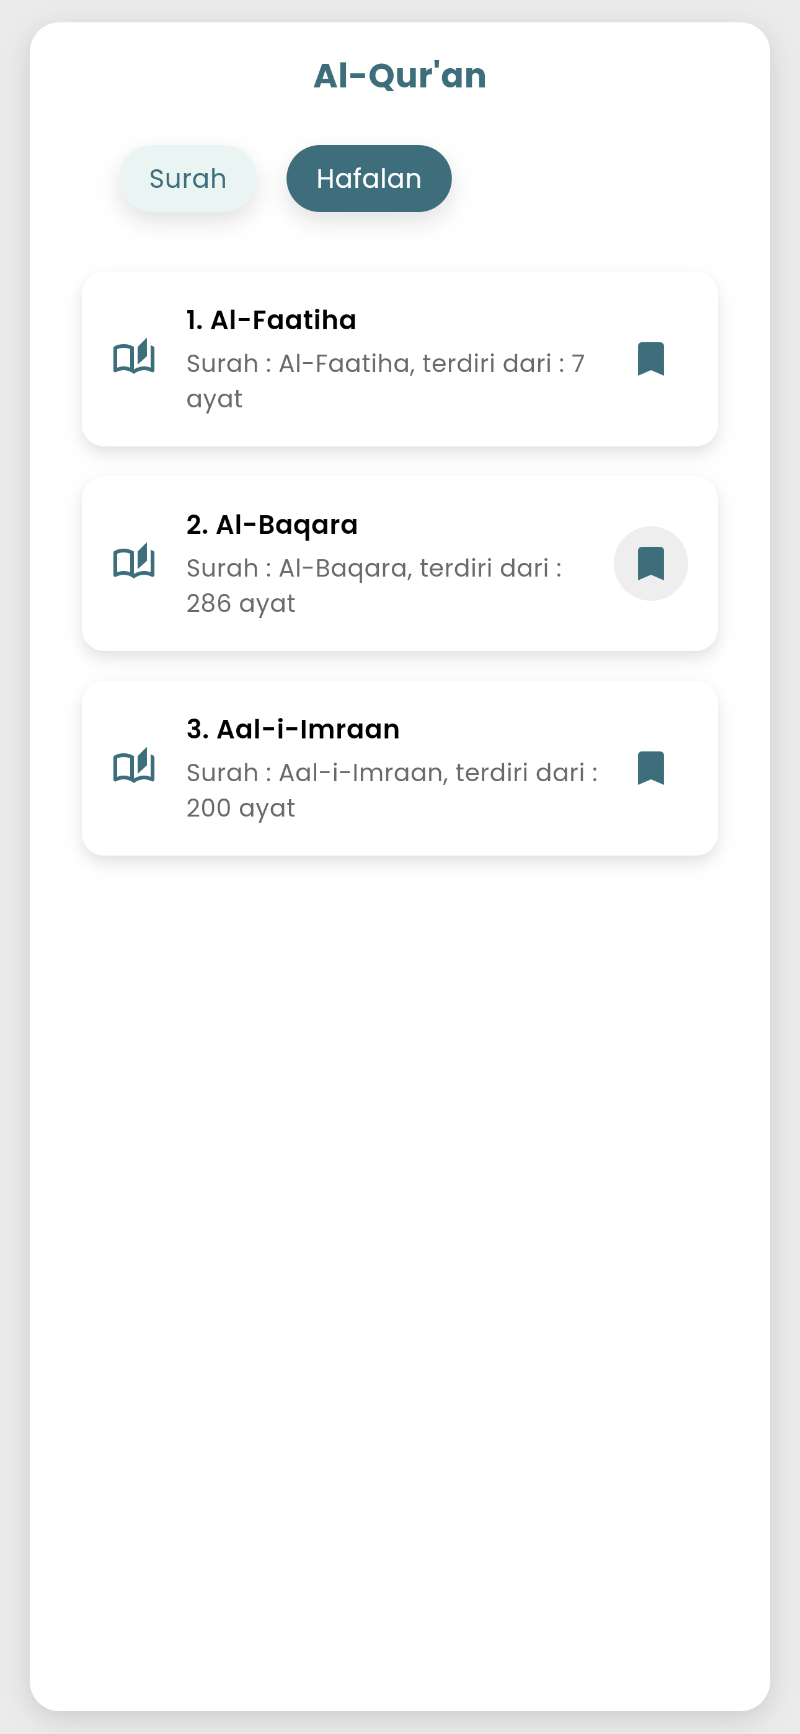 Al-Qur'an
Surah
Hafalan
1. Al-Faatiha
Surah : Al-Faatiha, terdiri dari : 7
ayat
2. Al-Baqara
Surah : Al-Baqara, terdiri dari :
286 ayat
3. Aal-i-Imraan
Surah : Aal-i-Imraan, terdiri dari :
200 ayat